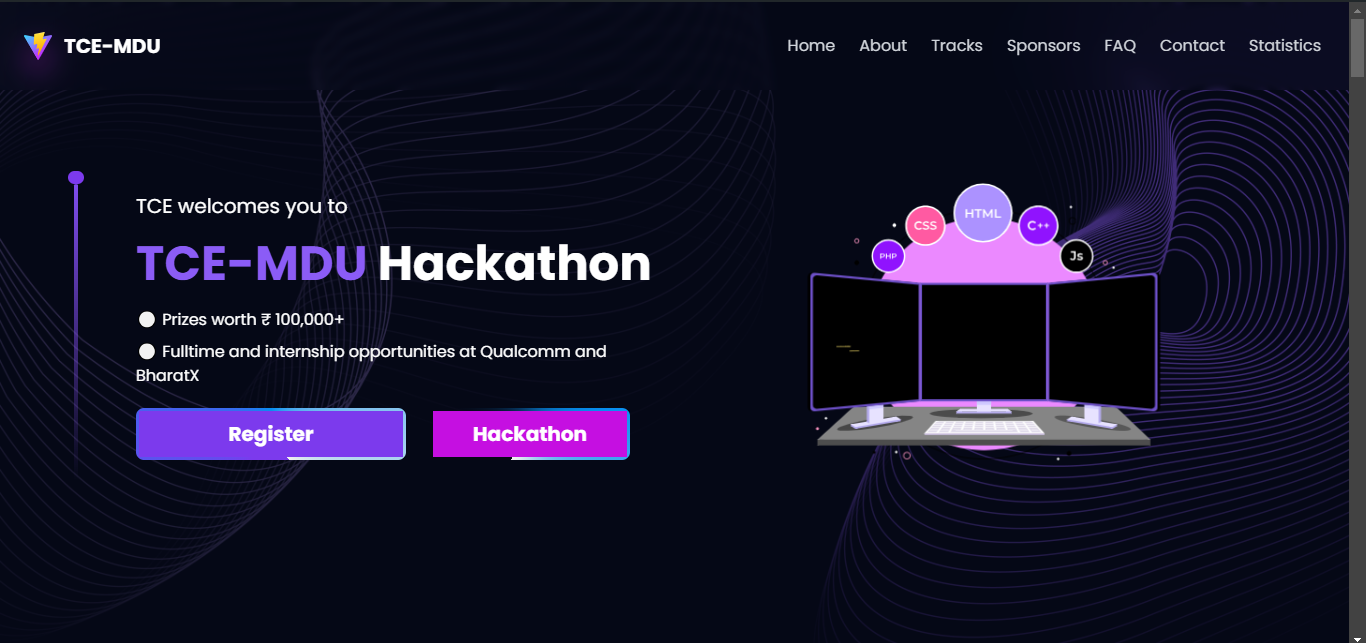 TCE-MDU
Home About Tracks Sponsors FAQ Contact Statistics
TCE welcomes you to
TCE-MDU Hackathon
Prizes worth ₹ 100,000+
Fulltime and internship opportunities at Qualcomm and
BharatX
Register Hackathon
HTML
CSS C++
PHP Js